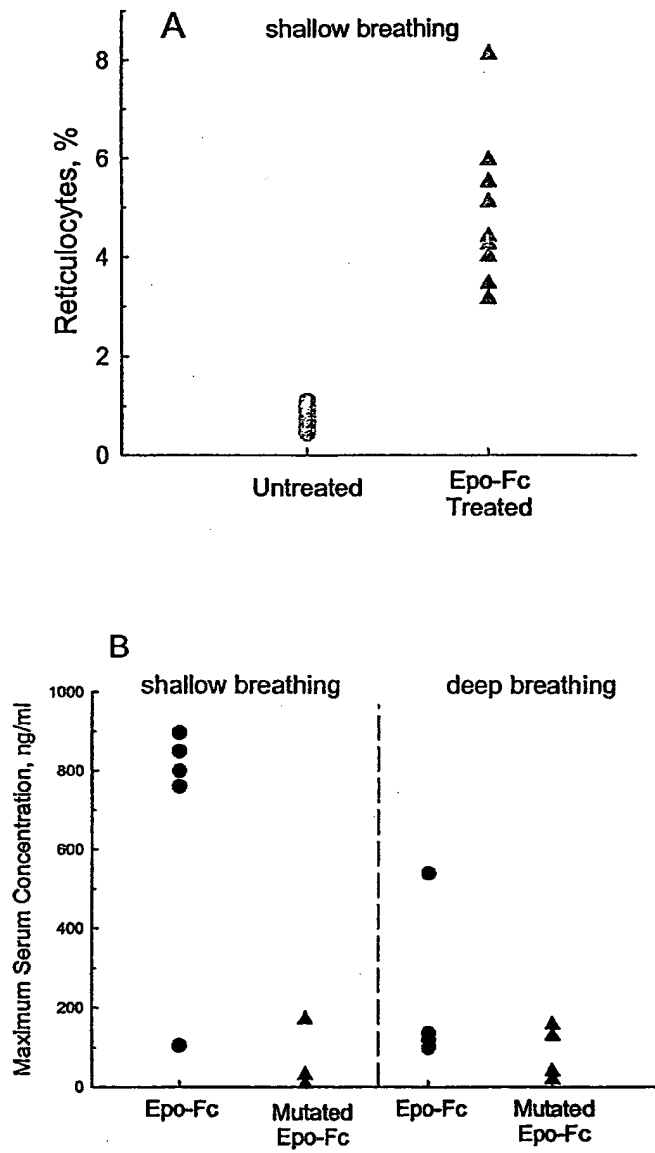 A
shallow breathing
8
6
4
2
0
Reticulocytes, %
Untreated
Epo-Fc
Treated
B
shallow breathing
deep breathing
1000
800
600
400
200
0
Maximum Serum Concentration, ng/ml
Epo-Fc
Mutated
Epo-Fc
Epo-Fc
Mutated
Epo-Fc